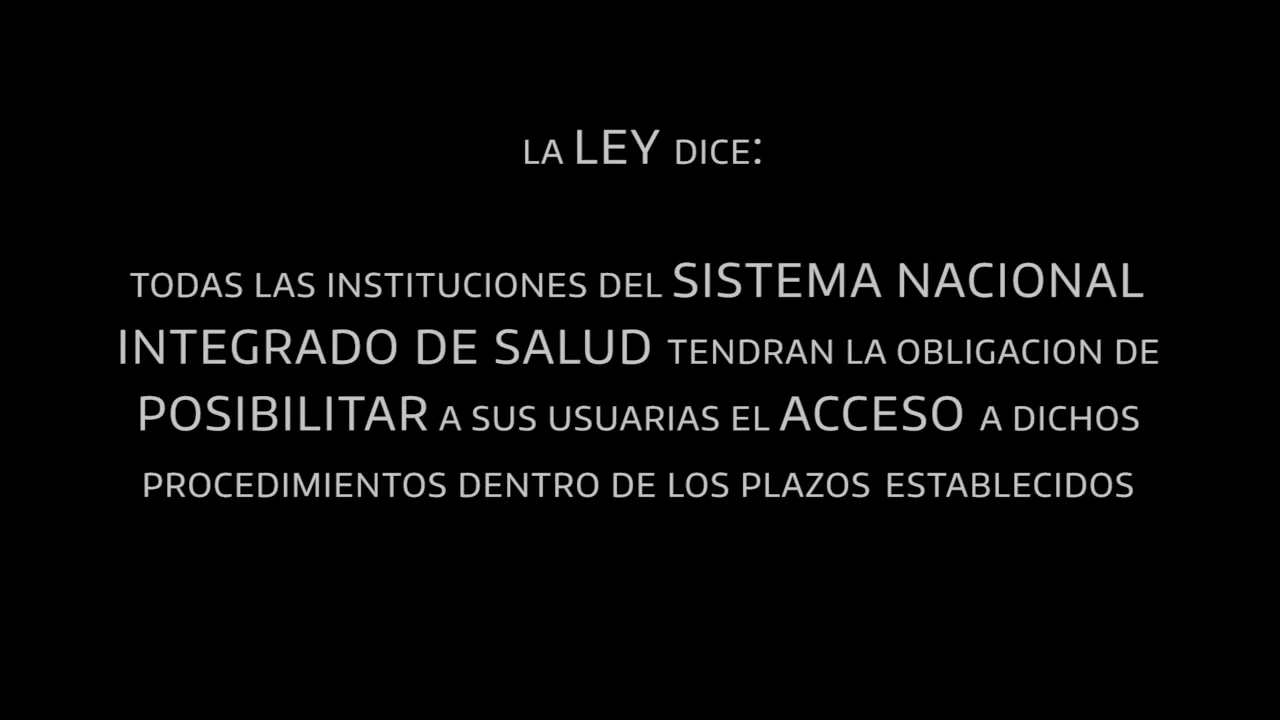 LA LEY DICE:
TODAS LAS INSTITUCIONES DEL SISTEMA NACIONAL
INTEGRADO DE SALUD TENDRAN LA OBLIGACION DE
POSIBILITAR A SUS USUARIAS EL ACCESO A DICHOS
PROCEDIMIENTOS DENTRO DE LOS PLAZOS ESTABLECIDOS